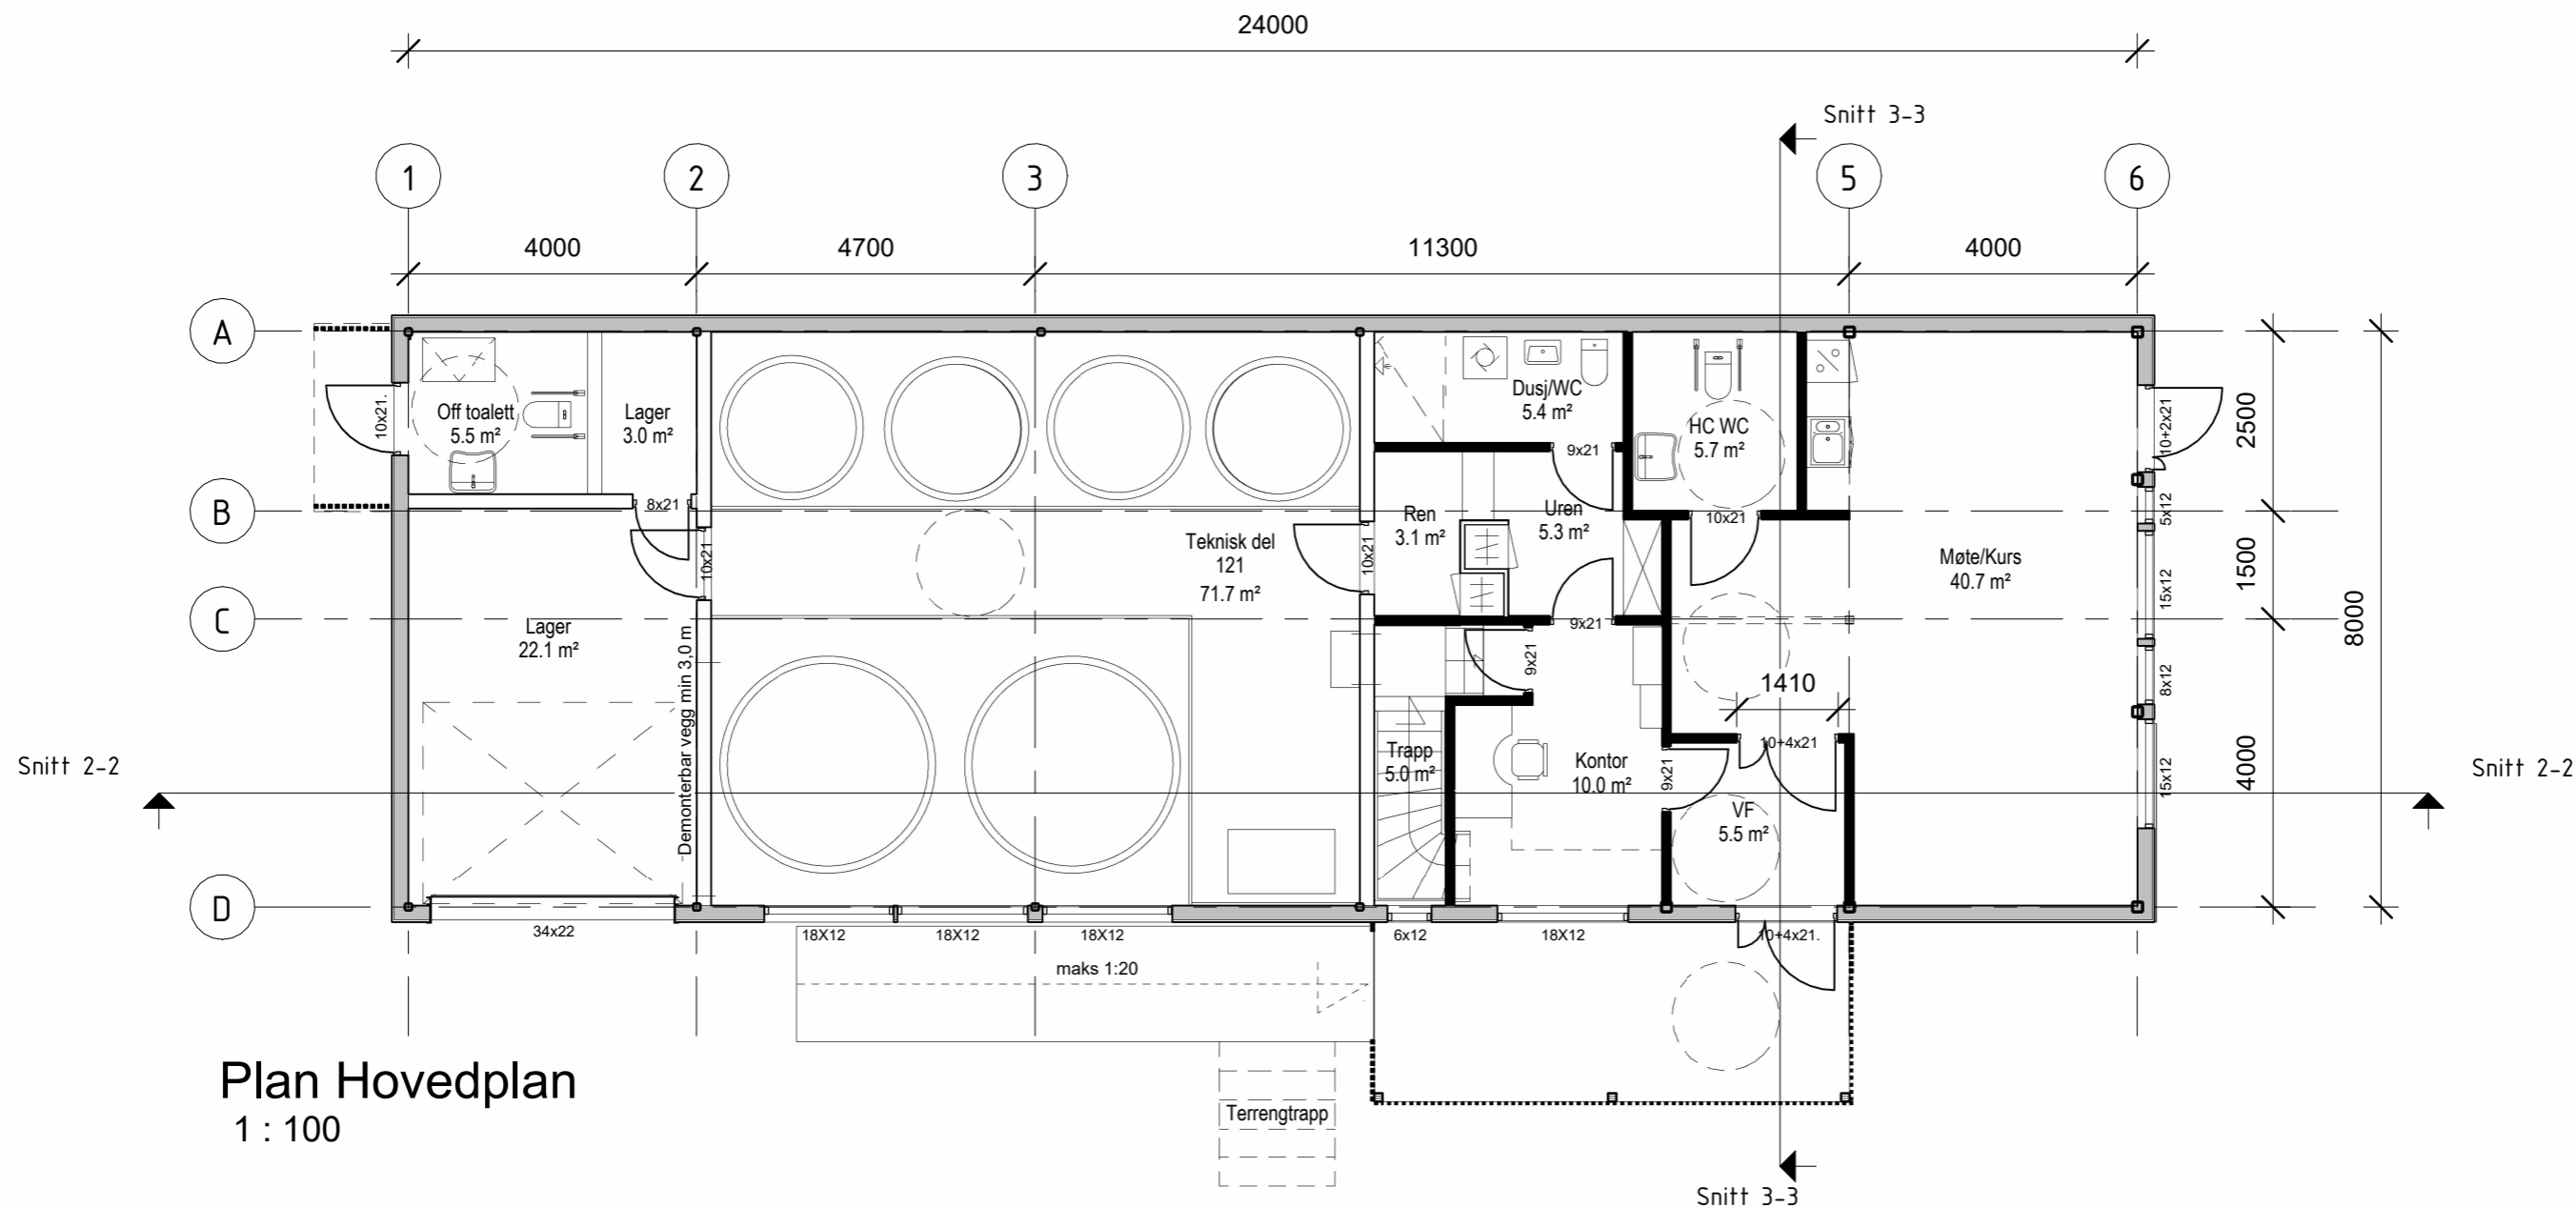 24000
Snitt 3-3
1
2
3
5
6
4000
4700
11300
4000
A
B
C
D
2500
1500
4000
8000
10x21.
Off toalett
5.5 m²
Lager
3.0 m²
8x21
10x21
Lager
22.1 m²
Demonterbar vegg min 3,0 m
34x22
Teknisk del
121
71.7 m²
10x21
18X12
18X12
18X12
Dusj/WC
5.4 m²
9x21
Ren
3.1 m²
Uren
5.3 m²
9x21
9x21
HC WC
5.7 m²
10x21
Møte/Kurs
40.7 m²
10+2x21
5x12
15x12
8x12
15x12
1410
10+4x21
Trapp
5.0 m²
Kontor
10.0 m²
9x21
VF
5.5 m²
6x12
18X12
10+4x21.
Snitt 2-2
Snitt 2-2
maks 1:20
Terrengtrapp
Plan Hovedplan
1 : 100
Snitt 3-3